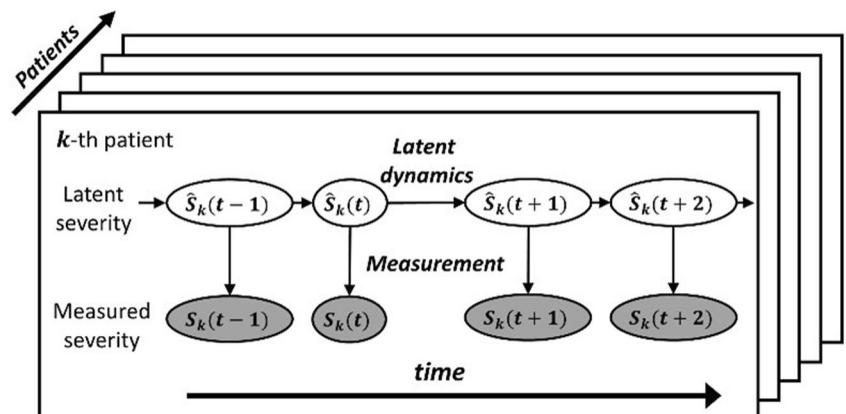 Patients
k-th patient
Latent
dynamics
Latent
severity
Ŝₖ(t − 1)
Ŝₖ(t)
Ŝₖ(t + 1)
Ŝₖ(t + 2)
Measurement
Measured
severity
Sₖ(t − 1)
Sₖ(t)
Sₖ(t + 1)
Sₖ(t + 2)
time